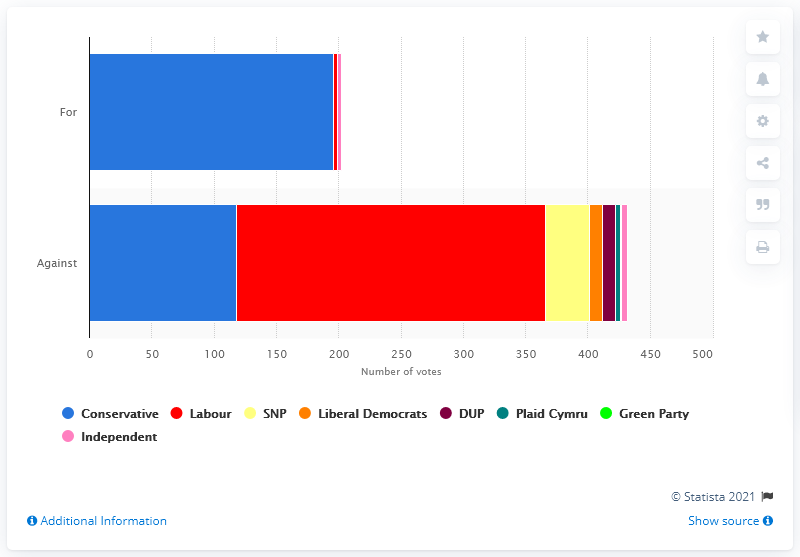 For
Against
0 50 100 150 200 250 300 350 400 450 500
Number of votes
Conservative Labour SNP Liberal Democrats DUP Plaid Cymru Green Party
Independent
© Statista 2021
Additional Information Show source